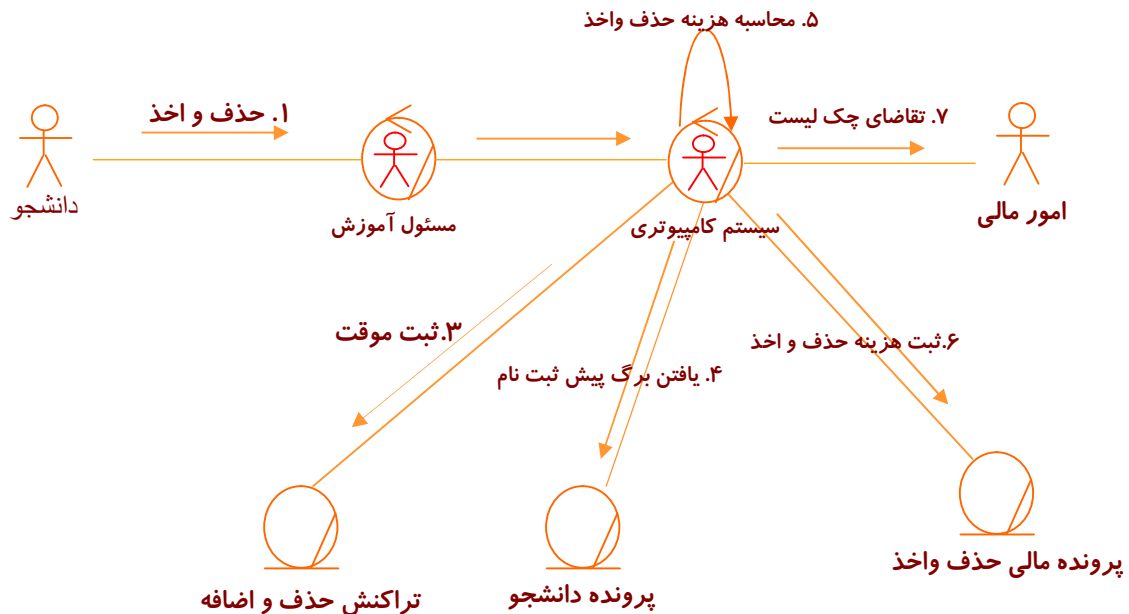 ۵. محاسبه هزینه حذف واخذ
۱. حذف و اخذ
۷. تقاضای چک لیست
دانشجو
مسئول آموزش
سیستم کامپیوتری
امور مالی
۳.ثبت موقت
۴. یافتن برگ پیش ثبت نام
۶.ثبت هزینه حذف و اخذ
تراکنش حذف و اضافه
پرونده دانشجو
پرونده مالی حذف واخذ